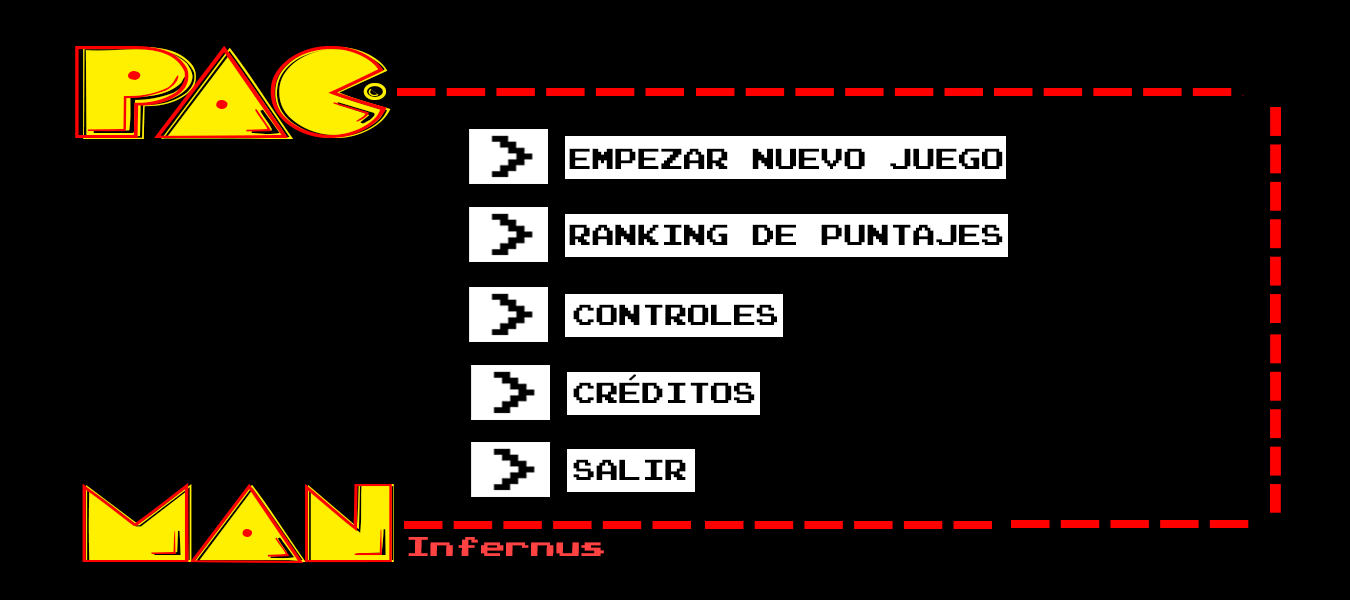 PAC
> EMPEZAR NUEVO JUEGO
> RANKING DE PUNTAJES
> CONTROLES
> CRÉDITOS
> SALIR
MAN
Infernus